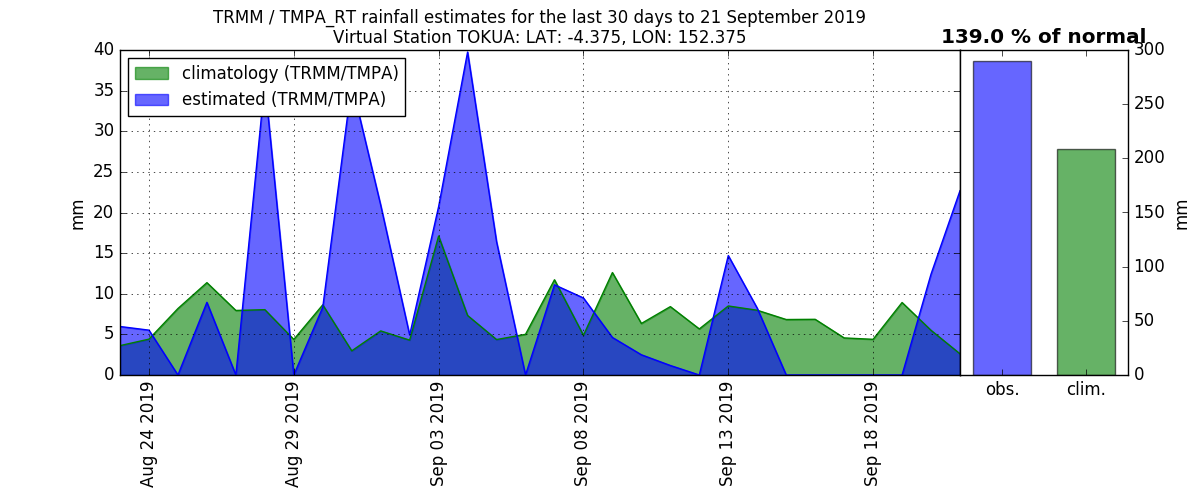 TRMM / TMPA_RT rainfall estimates for the last 30 days to 21 September 2019
Virtual Station TOKUA: LAT: -4.375, LON: 152.375
139.0 % of normal
climatology (TRMM/TMPA)
estimated (TRMM/TMPA)
mm
40
35
30
25
20
15
10
5
0
Aug 24 2019
Aug 29 2019
Sep 03 2019
Sep 08 2019
Sep 13 2019
Sep 18 2019
300
250
200
150
100
50
0
mm
obs.
clim.